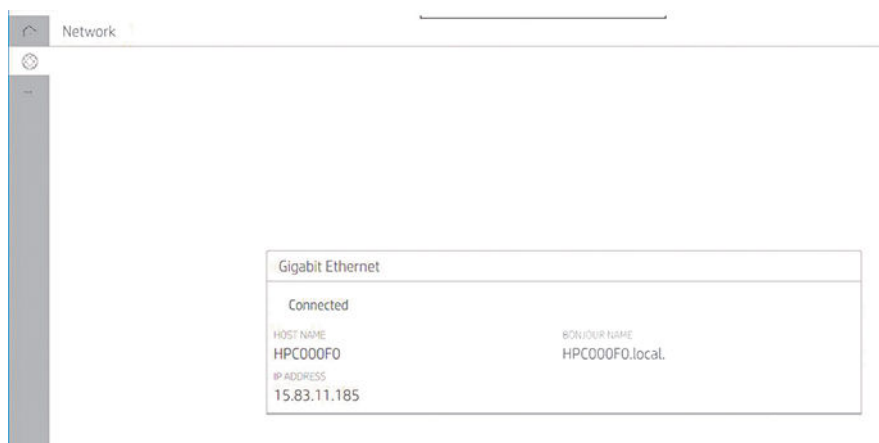 Network
Gigabit Ethernet
Connected
HOST NAME
HPC000F0
BONJOUR NAME
HPC000F0.local.
IP ADDRESS
15.83.11.185